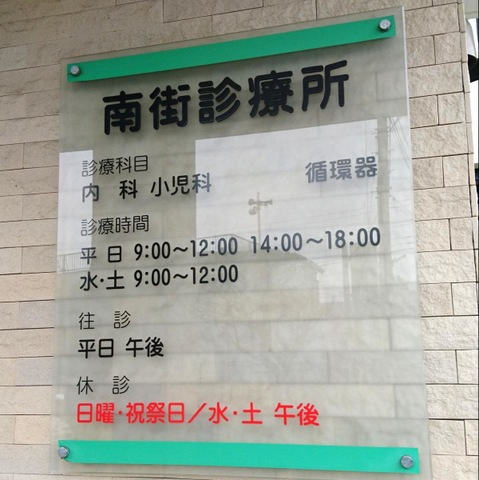 南街診療所
診療科目
内 科 小児科 循環器
診療時間
平 日 9:00～12:00 14:00～18:00
水・土 9:00～12:00
往 診
平日 午後
休 診
日曜・祝祭日／水・土 午後